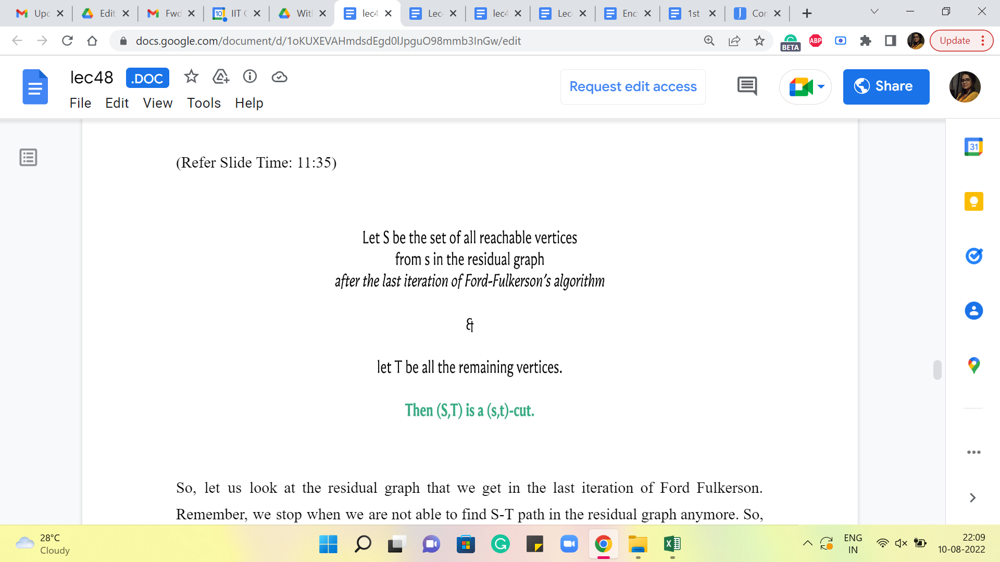 Upc
Edit
Fwd
10
IIT
Wit
lec4
Lec
lec4
Lec
Enc
1st
Cor
docs.google.com/document/d/1oKUXEVAHmdsdEgd0lJpguO98mmb3InGw/edit
BETA
ABP
Update
lec48
.DOC
File Edit View Tools Help
Request edit access
Share
31
(Refer Slide Time: 11:35)
Let S be the set of all reachable vertices
from s in the residual graph
after the last iteration of Ford-Fulkerson's algorithm
&
let T be all the remaining vertices.
Then (S,T) is a (s,t)-cut.
So, let us look at the residual graph that we get in the last iteration of Ford Fulkerson.
Remember, we stop when we are not able to find S-T path in the residual graph anymore. So,
28°C
Cloudy
ENG
IN
22:09
10-08-2022